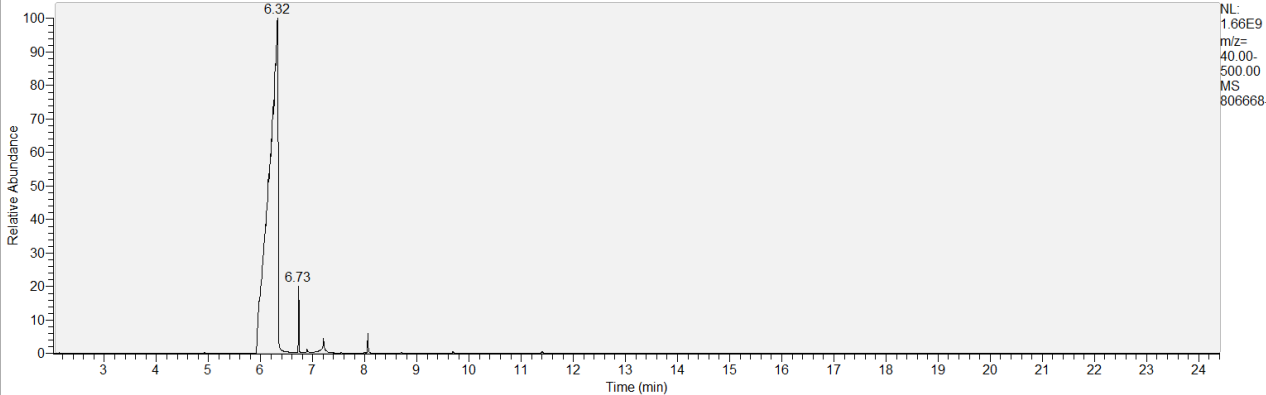 6.32
6.73
100
90
80
70
60
50
40
30
20
10
0
Relative Abundance
3 4 5 6 7 8 9 10 11 12 13 14 15 16 17 18 19 20 21 22 23 24
Time (min)
NL:
1.66E9
m/z=
40.00-
500.00
MS
806668-